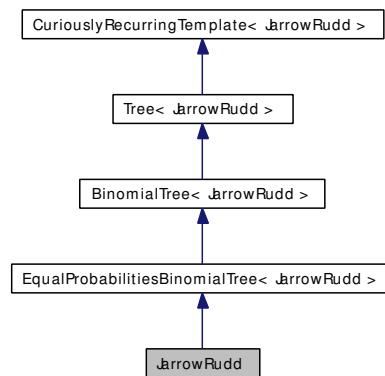 CuriouslyRecurringTemplate< JarrowRudd >
Tree< JarrowRudd >
BinomialTree< JarrowRudd >
EqualProbabilitiesBinomialTree< JarrowRudd >
JarrowRudd